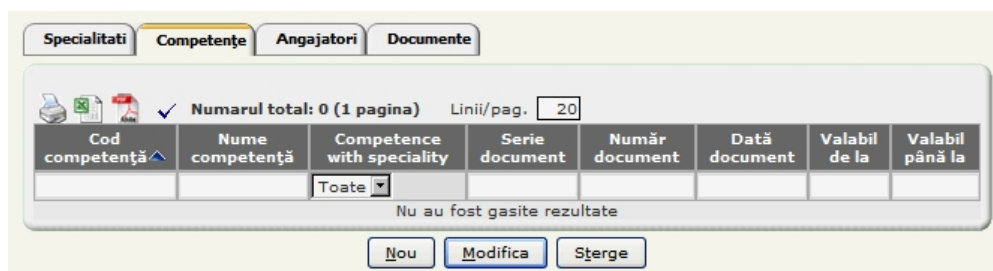 Specialitati Competențe Angajatori Documente
Numarul total: 0 (1 pagina) Linii/pag. 20
Cod competență Nume competență Competence with speciality Serie document Număr document Dată document Valabil de la Valabil până la
Toate
Nu au fost gasite rezultate
Nou Modifica Sterge